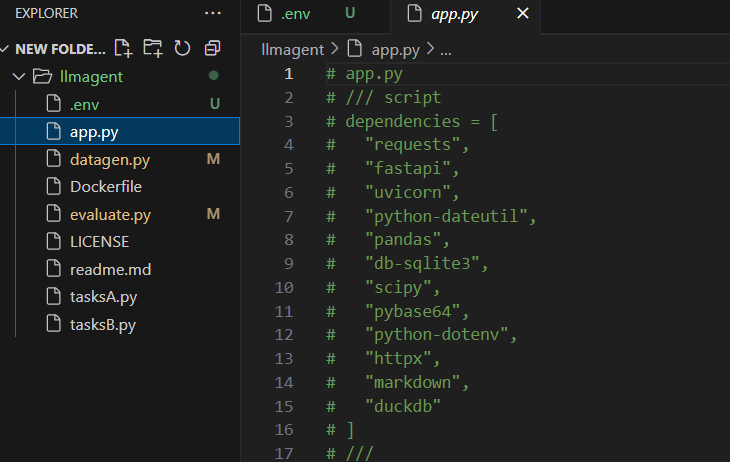 EXPLORER ...
NEW FOLDE...
llmagent
.env U
app.py
datagen.py M
Dockerfile
evaluate.py M
LICENSE
readme.md
tasksA.py
tasksB.py
.env U
app.py
llmagent > app.py > ...
1 # app.py
2 # /// script
3 # dependencies = [
4 #   "requests",
5 #   "fastapi",
6 #   "uvicorn",
7 #   "python-dateutil",
8 #   "pandas",
9 #   "db-sqlite3",
10 #   "scipy",
11 #   "pybase64",
12 #   "python-dotenv",
13 #   "httpx",
14 #   "markdown",
15 #   "duckdb"
16 # ]
17 # ///